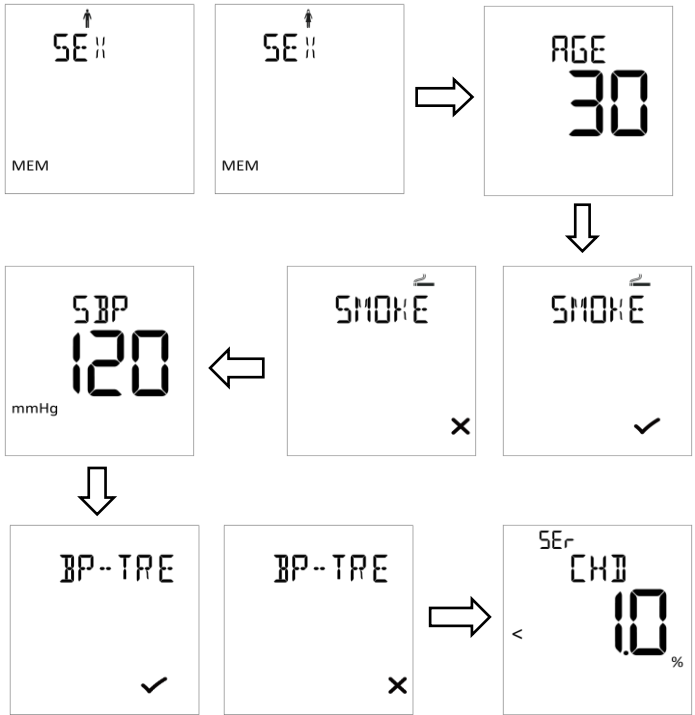 SEX
MEM
SEX
MEM
AGE
30
SMOKE
SMOKE
SBP
120
mmHg
BP-TRE
BP-TRE
SEr
CHD
< 1.0
%